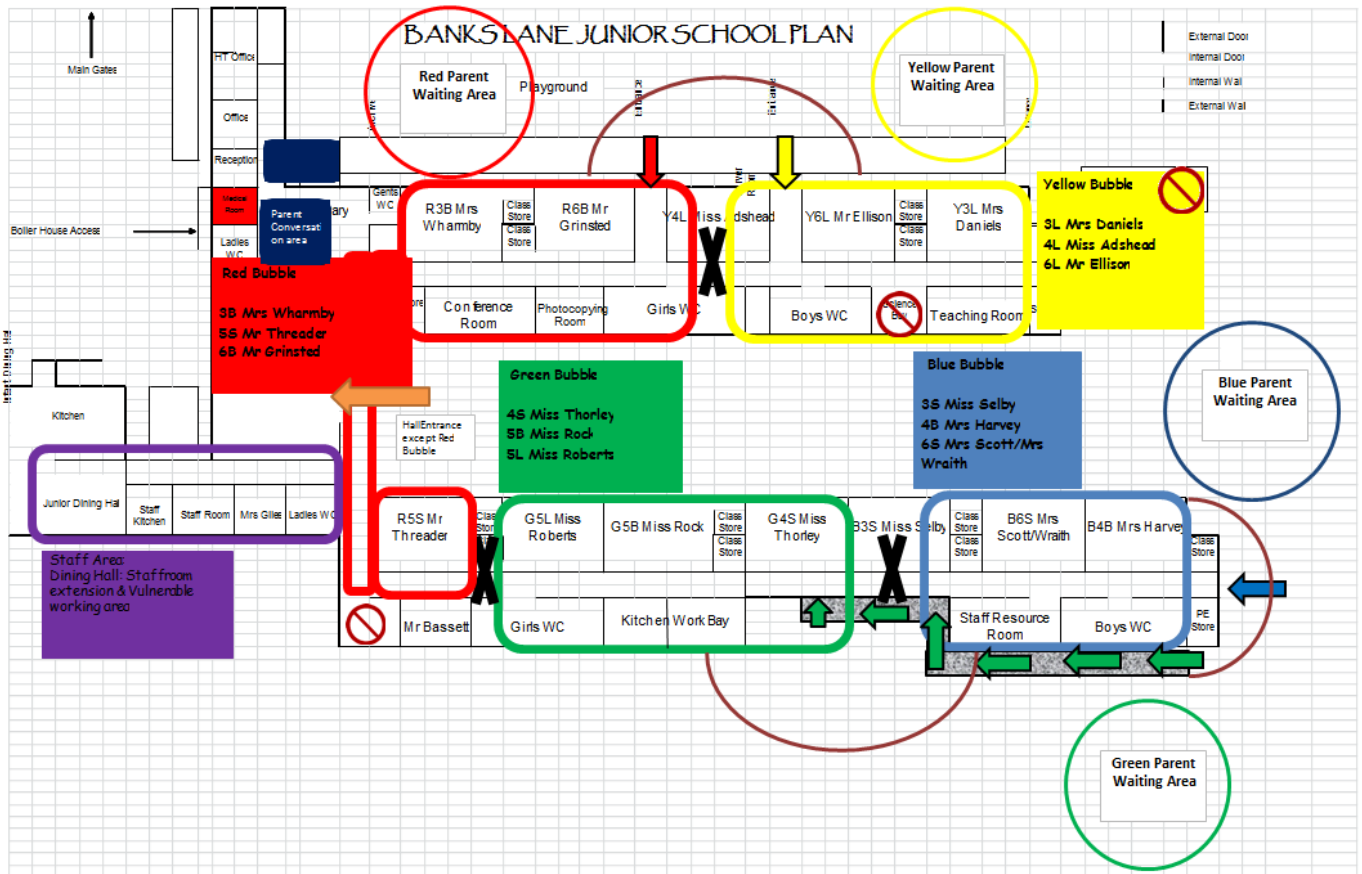 BANKS LANE JUNIOR SCHOOL PLAN
Main Gates
HT Office
Office
Reception
Medical
Room
Boiler House Access
Ladies
WC
Gents
WC
Parent
Conversati
on area
Red Parent
Waiting Area
Playground
Entrance
Entrance
Yellow Parent
Waiting Area
External Door
Internal Door
Internal Wall
External Wall
R3B Mrs
Wharmby
Class
Store
Class
Store
R6B Mr
Grinsted
Y4L Miss Adshead
Y6L Mr Ellison
Class
Store
Class
Store
Y3L Mrs
Daniels
Conference
Room
Photocopying
Room
Girls WC
Boys WC
Teaching Room
Yellow Bubble
3L Mrs Daniels
4L Miss Adshead
6L Mr Ellison
Red Bubble
3B Mrs Wharmby
5S Mr Threader
6B Mr Grinsted
Green Bubble
4S Miss Thorley
5B Miss Rock
5L Miss Roberts
Blue Bubble
3S Miss Selby
4B Mrs Harvey
6S Mrs Scott/Mrs
Wraith
Blue Parent
Waiting Area
Infant Dining Hall
Kitchen
HallEntrance
except Red
Bubble
Junior Dining Hal
Staff
Kitchen
Staff Room
Mrs Giles
Ladies WC
R5S Mr
Threader
G5L Miss
Roberts
G5B Miss Rock
Class
Store
Class
Store
G4S Miss
Thorley
B3S Miss Selby
Class
Store
Class
Store
B6S Mrs
Scott/Wraith
B4B Mrs Harvey
Class
Store
Staff Area:
Dining Hall: Staffroom
extension & Vulnerable
working area
Mr Bassett
Girls WC
Kitchen Work Bay
Staff Resource
Room
Boys WC
PE
Store
Green Parent
Waiting Area